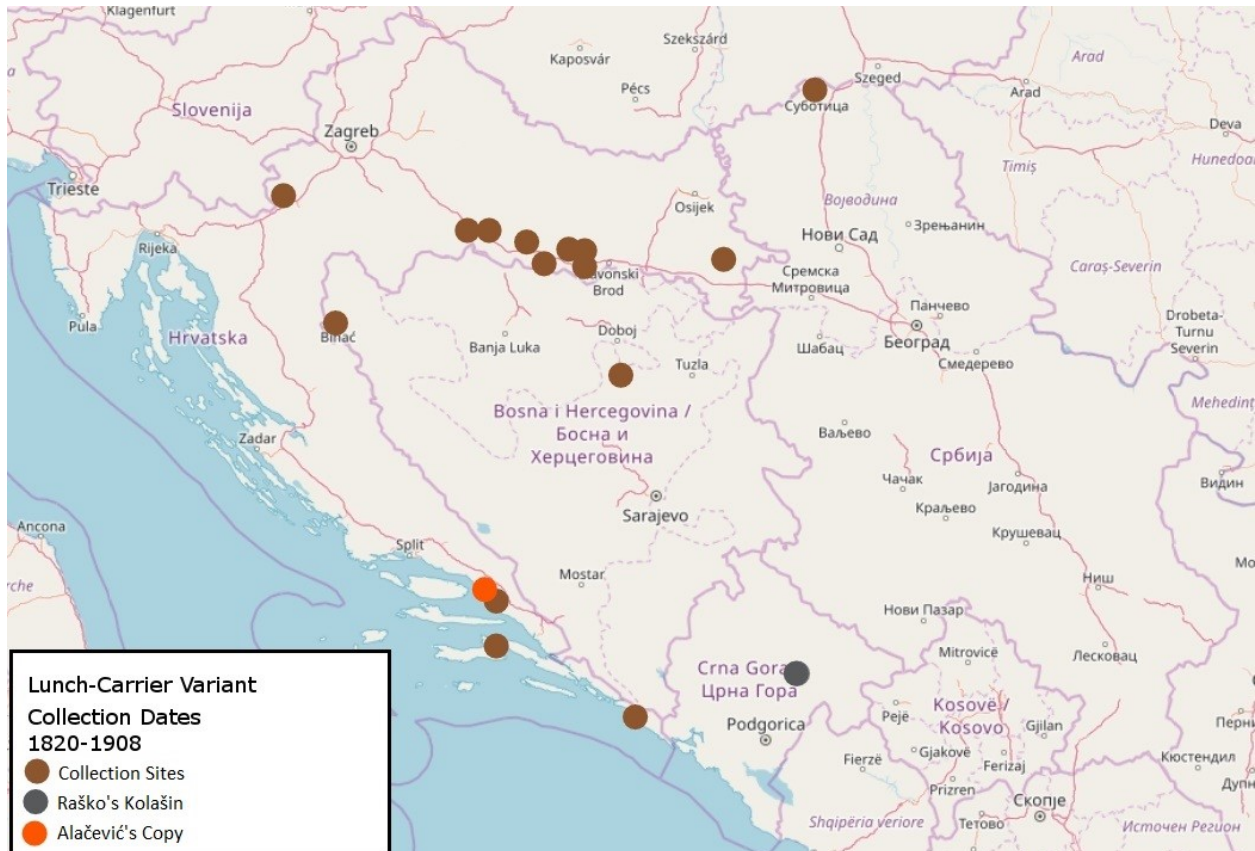 Klagenfurt
Szekszárd
Kaposvár
Pécs
Szeged
Arad
Arad
Суботица
Deva
Slovenija
Zagreb
Timiș
Trieste
Osijek
Војводина
Зрењанин
Rijeka
Нови Сад
Caraș-Severin
Сремска
Митровица
Brod
Панчево
Pula
Hrvatska
Doboj
Београд
Drobeta-
Turnu
Severin
Banja Luka
Tuzla
Шабац
Смедерево
Bosna i Hercegovina /
Босна и
Херцеговина
Ваљево
Zadar
Србија
Чачак
Јагодина
Видин
Краљево
Sarajevo
Крушевац
Ancona
Split
Mostar
Ниш
Нови Пазар
Mitrovicë
Лесковац
Crna Gora
Црна Гора
Kosovë /
Kosovo
Pejë
Gjilan
Podgorica
Gjakovë
Ferizaj
Fierzë
Prizren
Кюстендил
Скопје
Shqipëria veriore
Тетово
Источен Регион
Lunch-Carrier Variant
Collection Dates
1820-1908
Collection Sites
Raško's Kolašin
Alačević's Copy